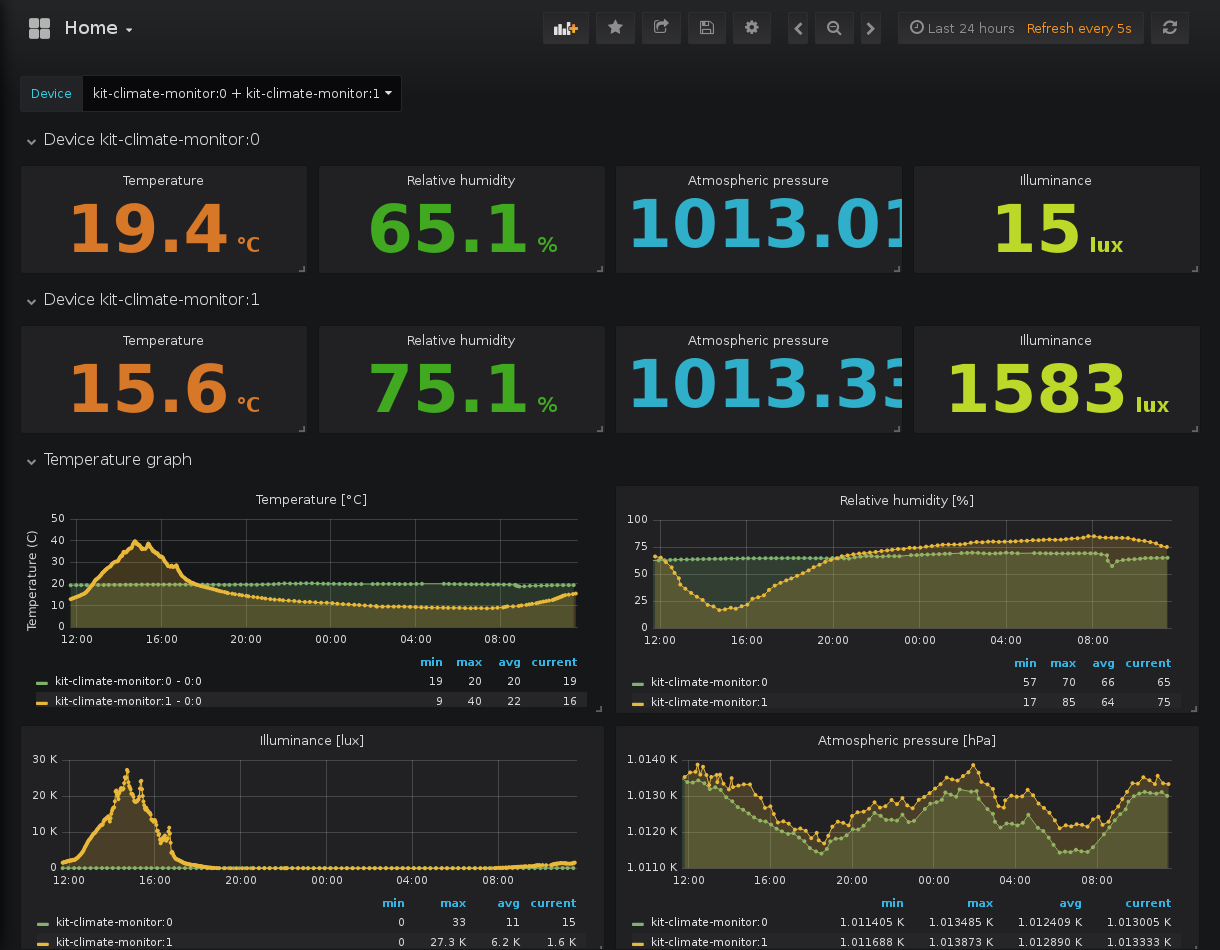 Home
Last 24 hours Refresh every 5s
Device kit-climate-monitor:0 + kit-climate-monitor:1
Device kit-climate-monitor:0
Temperature Relative humidity Atmospheric pressure Illuminance
19.4 °C 65.1 % 1013.01 15 lux
Device kit-climate-monitor:1
Temperature Relative humidity Atmospheric pressure Illuminance
15.6 °C 75.1 % 1013.33 1583 lux
Temperature graph
Temperature [°C]
Temperature (C)
50
40
30
20
10
0
12:00 16:00 20:00 00:00 04:00 08:00
min max avg current
kit-climate-monitor:0 - 0:0 19 20 20 19
kit-climate-monitor:1 - 0:0 9 40 22 16
Relative humidity [%]
100
75
50
25
0
12:00 16:00 20:00 00:00 04:00 08:00
min max avg current
kit-climate-monitor:0 57 70 66 65
kit-climate-monitor:1 17 85 64 75
Illuminance [lux]
30 K
20 K
10 K
0
12:00 16:00 20:00 00:00 04:00 08:00
min max avg current
kit-climate-monitor:0 0 33 11 15
kit-climate-monitor:1 0 27.3 K 6.2 K 1.6 K
Atmospheric pressure [hPa]
1.0140 K
1.0130 K
1.0120 K
1.0110 K
12:00 16:00 20:00 00:00 04:00 08:00
min max avg current
kit-climate-monitor:0 1.011405 K 1.013485 K 1.012409 K 1.013005 K
kit-climate-monitor:1 1.011688 K 1.013873 K 1.012890 K 1.013333 K